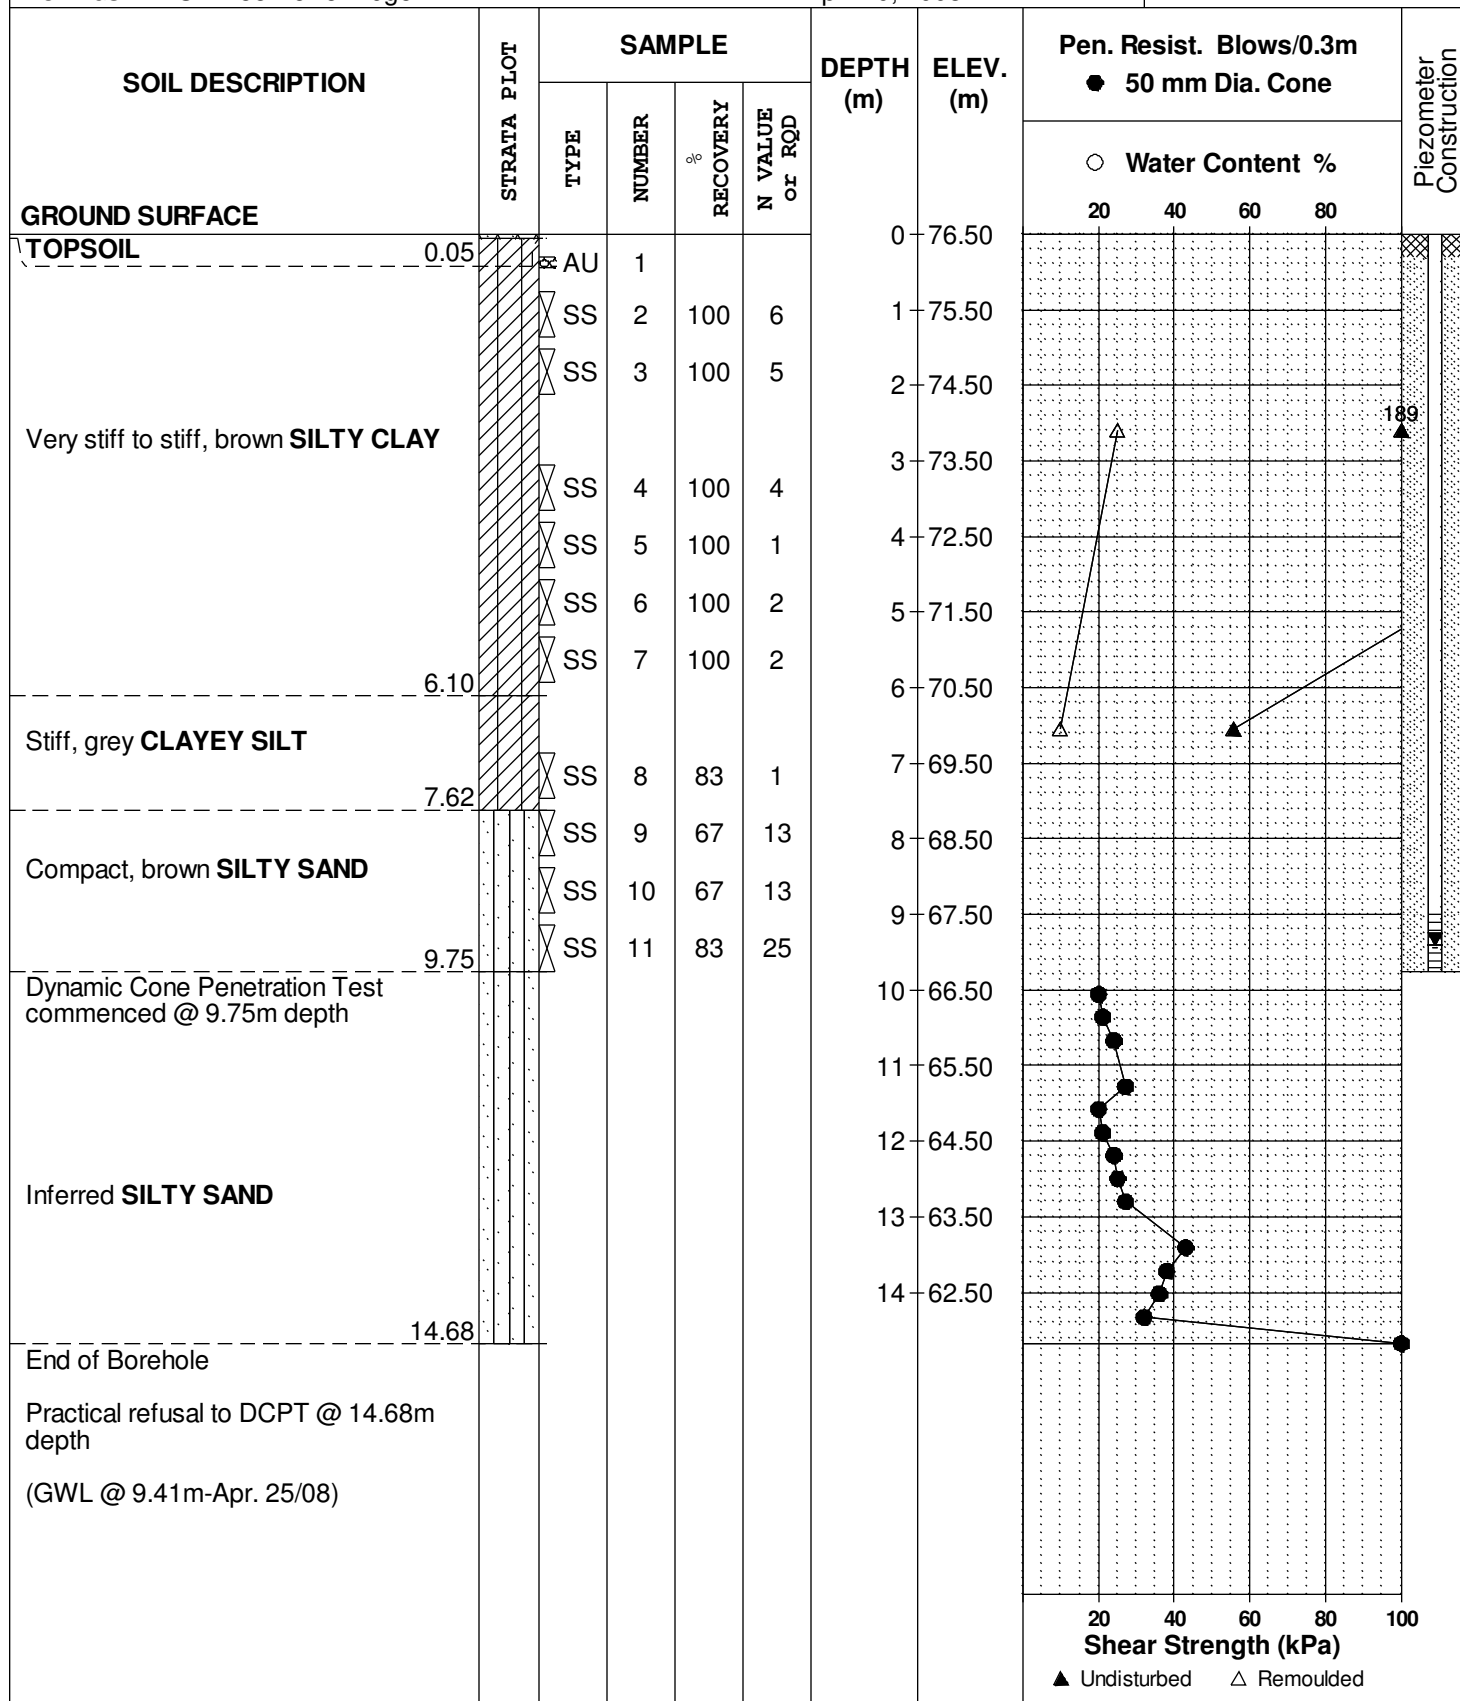 SOIL DESCRIPTION
GROUND SURFACE
STRATA PLOT
SAMPLE
TYPE
NUMBER
% RECOVERY
N VALUE or RQD
DEPTH (m)
ELEV. (m)
Pen. Resist. Blows/0.3m
● 50 mm Dia. Cone
○ Water Content %
20 40 60 80
Piezometer Construction
TOPSOIL 0.05
0 76.50
AU 1
SS 2 100 6
1 75.50
SS 3 100 5
2 74.50
189
Very stiff to stiff, brown SILTY CLAY
3 73.50
SS 4 100 4
4 72.50
SS 5 100 1
SS 6 100 2
5 71.50
SS 7 100 2
6.10
6 70.50
Stiff, grey CLAYEY SILT
7 69.50
SS 8 83 1
7.62
SS 9 67 13
8 68.50
Compact, brown SILTY SAND
SS 10 67 13
9 67.50
SS 11 83 25
9.75
Dynamic Cone Penetration Test
commenced @ 9.75m depth
10 66.50
11 65.50
12 64.50
Inferred SILTY SAND
13 63.50
14 62.50
14.68
End of Borehole
Practical refusal to DCPT @ 14.68m
depth
(GWL @ 9.41m-Apr. 25/08)
20 40 60 80 100
Shear Strength (kPa)
▲ Undisturbed △ Remoulded